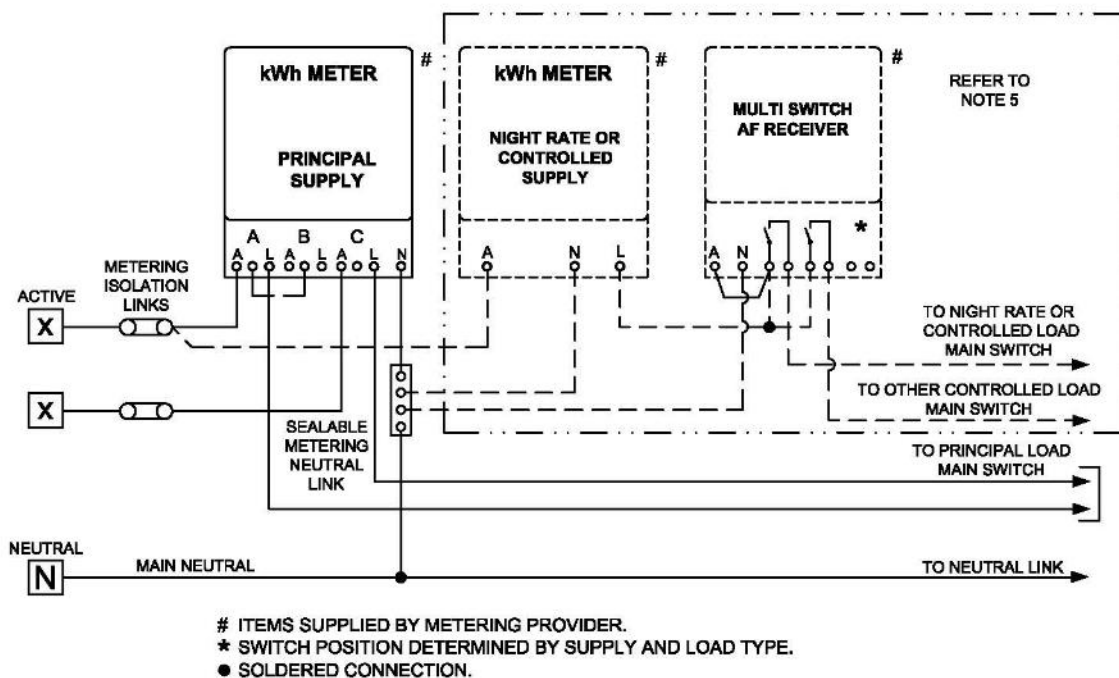 kWh METER
PRINCIPAL
SUPPLY
#
A B C
A L A L A L N
kWh METER
NIGHT RATE OR
CONTROLLED
SUPPLY
#
A N L
MULTI SWITCH
AF RECEIVER
#
*
A N
REFER TO
NOTE 5
METERING
ISOLATION
LINKS
ACTIVE
X
X
SEALABLE
METERING
NEUTRAL
LINK
TO NIGHT RATE OR
CONTROLLED LOAD
MAIN SWITCH
TO OTHER CONTROLLED LOAD
MAIN SWITCH
TO PRINCIPAL LOAD
MAIN SWITCH
NEUTRAL
N
MAIN NEUTRAL
TO NEUTRAL LINK
# ITEMS SUPPLIED BY METERING PROVIDER.
* SWITCH POSITION DETERMINED BY SUPPLY AND LOAD TYPE.
● SOLDERED CONNECTION.